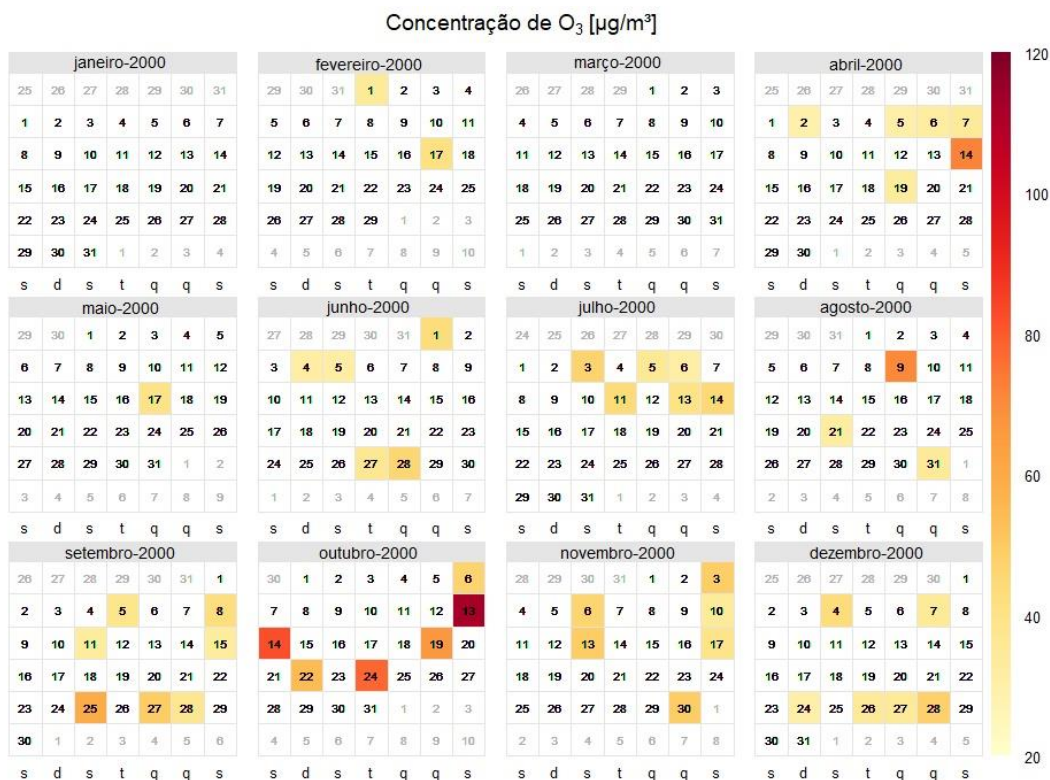 Concentração de O₃ [µg/m³]
janeiro-2000
25 26 27 28 29 30 31
1 2 3 4 5 6 7
8 9 10 11 12 13 14
15 16 17 18 19 20 21
22 23 24 25 26 27 28
29 30 31 1 2 3 4
s d s t q q s
fevereiro-2000
29 30 31 1 2 3 4
5 6 7 8 9 10 11
12 13 14 15 16 17 18
19 20 21 22 23 24 25
26 27 28 29 1 2 3
4 5 6 7 8 9 10
s d s t q q s
março-2000
26 27 28 29 1 2 3
4 5 6 7 8 9 10
11 12 13 14 15 16 17
18 19 20 21 22 23 24
25 26 27 28 29 30 31
1 2 3 4 5 6 7
s d s t q q s
abril-2000
25 26 27 28 29 30 31
1 2 3 4 5 6 7
8 9 10 11 12 13 14
15 16 17 18 19 20 21
22 23 24 25 26 27 28
29 30 1 2 3 4 5
s d s t q q s
maio-2000
29 30 1 2 3 4 5
6 7 8 9 10 11 12
13 14 15 16 17 18 19
20 21 22 23 24 25 26
27 28 29 30 31 1 2
3 4 5 6 7 8 9
s d s t q q s
junho-2000
27 28 29 30 31 1 2
3 4 5 6 7 8 9
10 11 12 13 14 15 16
17 18 19 20 21 22 23
24 25 26 27 28 29 30
1 2 3 4 5 6 7
s d s t q q s
julho-2000
24 25 26 27 28 29 30
1 2 3 4 5 6 7
8 9 10 11 12 13 14
15 16 17 18 19 20 21
22 23 24 25 26 27 28
29 30 31 1 2 3 4
s d s t q q s
agosto-2000
29 30 31 1 2 3 4
5 6 7 8 9 10 11
12 13 14 15 16 17 18
19 20 21 22 23 24 25
26 27 28 29 30 31 1
2 3 4 5 6 7 8
s d s t q q s
setembro-2000
26 27 28 29 30 31 1
2 3 4 5 6 7 8
9 10 11 12 13 14 15
16 17 18 19 20 21 22
23 24 25 26 27 28 29
30 1 2 3 4 5 6
s d s t q q s
outubro-2000
30 1 2 3 4 5 6
7 8 9 10 11 12 13
14 15 16 17 18 19 20
21 22 23 24 25 26 27
28 29 30 31 1 2 3
4 5 6 7 8 9 10
s d s t q q s
novembro-2000
28 29 30 31 1 2 3
4 5 6 7 8 9 10
11 12 13 14 15 16 17
18 19 20 21 22 23 24
25 26 27 28 29 30 1
2 3 4 5 6 7 8
s d s t q q s
dezembro-2000
25 26 27 28 29 30 1
2 3 4 5 6 7 8
9 10 11 12 13 14 15
16 17 18 19 20 21 22
23 24 25 26 27 28 29
30 31 1 2 3 4 5
s d s t q q s
120
100
80
60
40
20